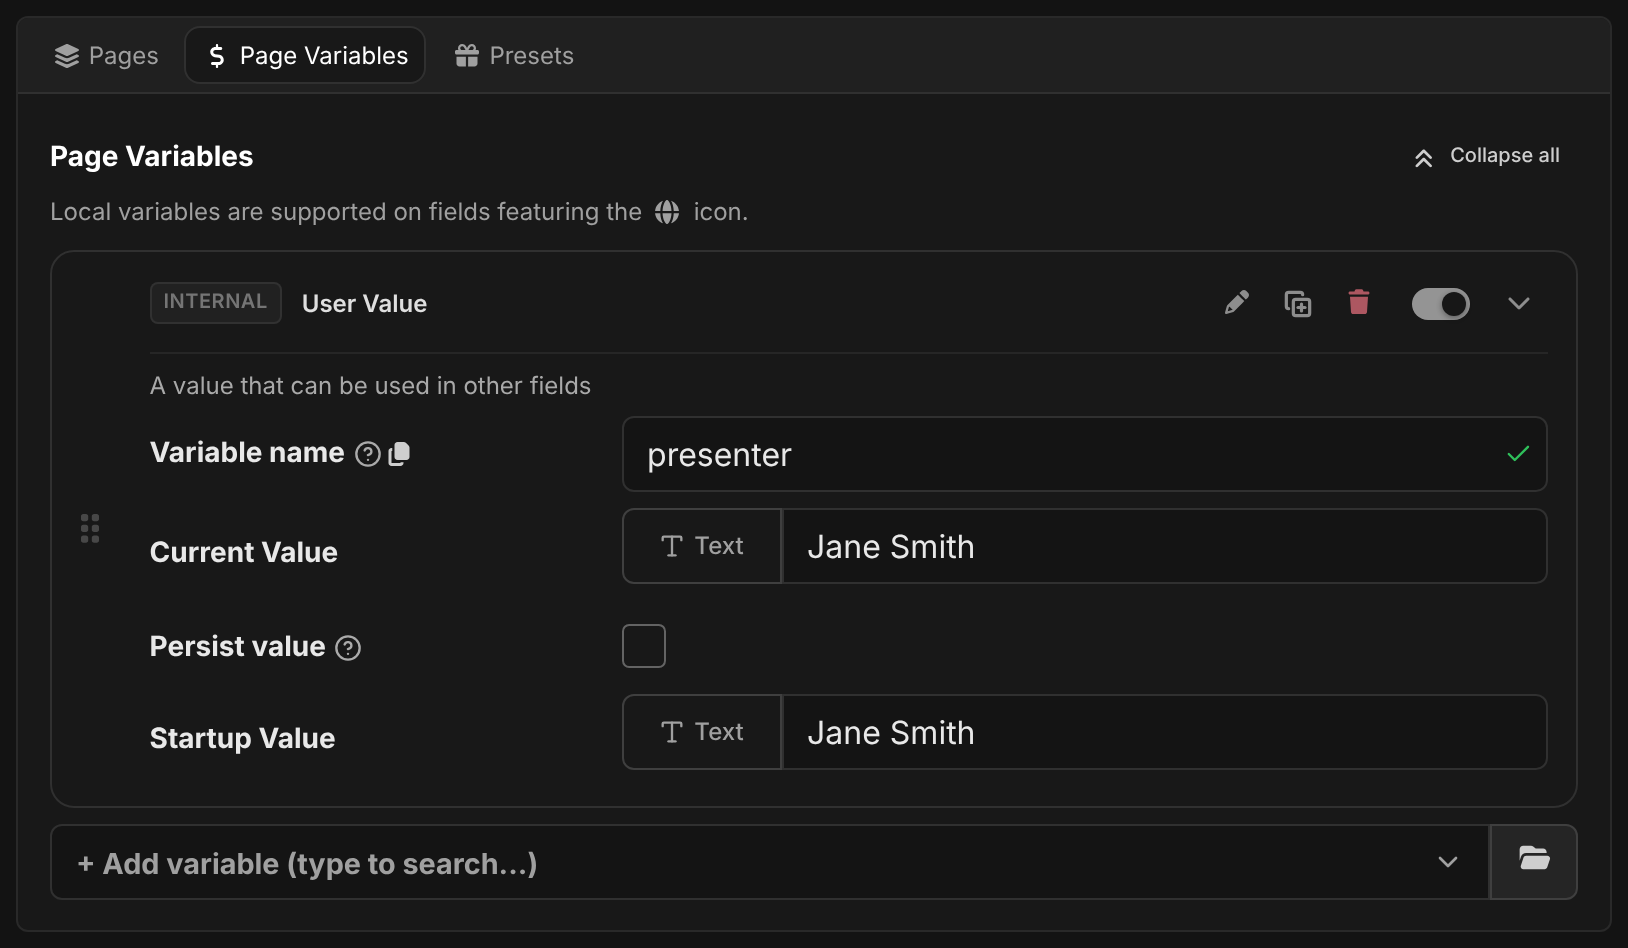 Pages
Page Variables
Presets
Page Variables
Collapse all
Local variables are supported on fields featuring the icon.
INTERNAL
User Value
A value that can be used in other fields
Variable name
presenter
Current Value
Text
Jane Smith
Persist value
Startup Value
Text
Jane Smith
+ Add variable (type to search...)